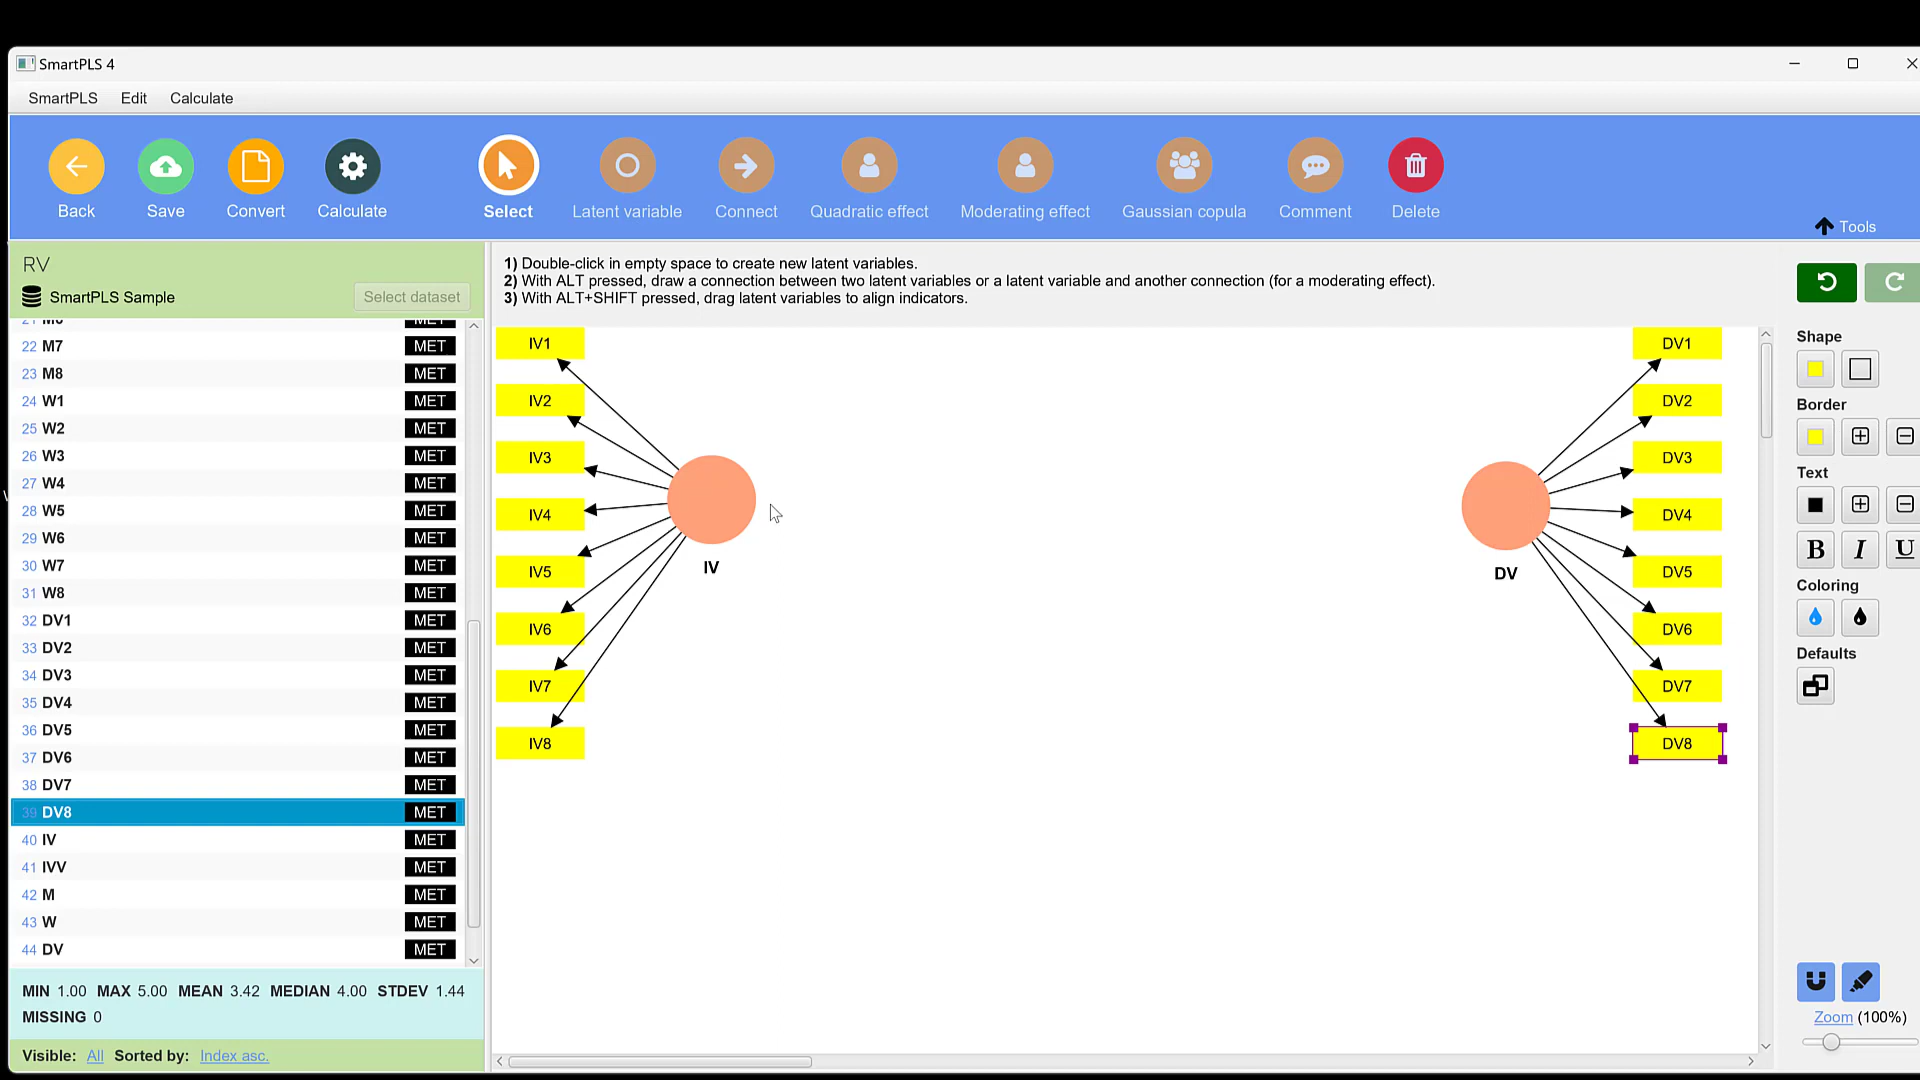 SmartPLS 4
SmartPLS Edit Calculate
Back Save Convert Calculate Select Latent variable Connect Quadratic effect Moderating effect Gaussian copula Comment Delete
Tools
RV
SmartPLS Sample Select dataset
1) Double-click in empty space to create new latent variables.
2) With ALT pressed, draw a connection between two latent variables or a latent variable and another connection (for a moderating effect).
3) With ALT+SHIFT pressed, drag latent variables to align indicators.
22 M7 MET
23 M8 MET
24 W1 MET
25 W2 MET
26 W3 MET
27 W4 MET
28 W5 MET
29 W6 MET
30 W7 MET
31 W8 MET
32 DV1 MET
33 DV2 MET
34 DV3 MET
35 DV4 MET
36 DV5 MET
37 DV6 MET
38 DV7 MET
39 DV8 MET
40 IV MET
41 IVV MET
42 M MET
43 W MET
44 DV MET
MIN 1.00 MAX 5.00 MEAN 3.42 MEDIAN 4.00 STDEV 1.44
MISSING 0
Visible: All Sorted by: Index asc.
IV1
IV2
IV3
IV4
IV5
IV6
IV7
IV8
IV
DV
DV1
DV2
DV3
DV4
DV5
DV6
DV7
DV8
Shape
Border
Text
B I U
Coloring
Defaults
Zoom (100%)